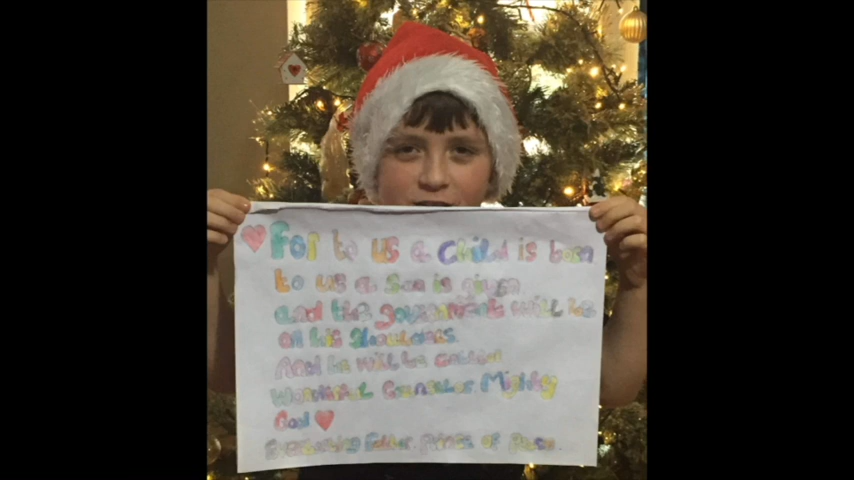 For to us a Child is born
to us a Son is given
and the government will be
on his shoulders.
And he will be called
Wonderful Counsellor, Mighty
God
Everlasting Father, Prince of Peace.